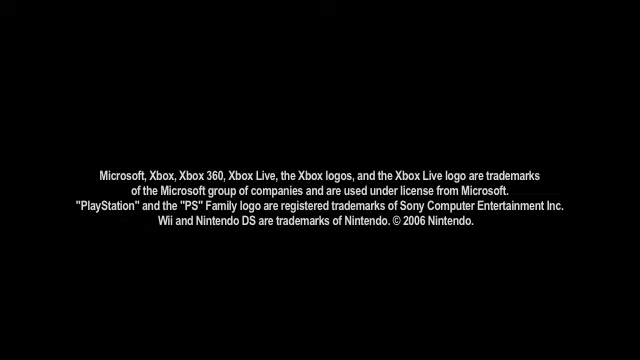 Microsoft, Xbox, Xbox 360, Xbox Live, the Xbox logos, and the Xbox Live logo are trademarks
of the Microsoft group of companies and are used under license from Microsoft.
"PlayStation" and the "PS" Family logo are registered trademarks of Sony Computer Entertainment Inc.
Wii and Nintendo DS are trademarks of Nintendo. © 2006 Nintendo.